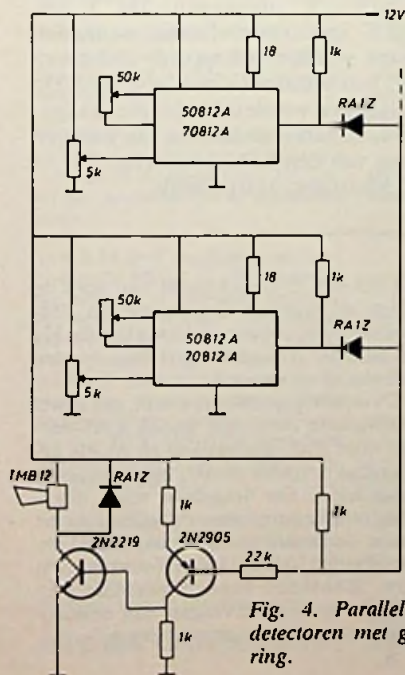 12V
18
1k
50k
RA1Z
50812A
70812A
5k
18
1k
50k
RA1Z
50812A
70812A
5k
1MB12
RA1Z
1k
1k
2N2219
2N2905
22k
1k
Fig. 4. Parallel
detectoren met g
ring.